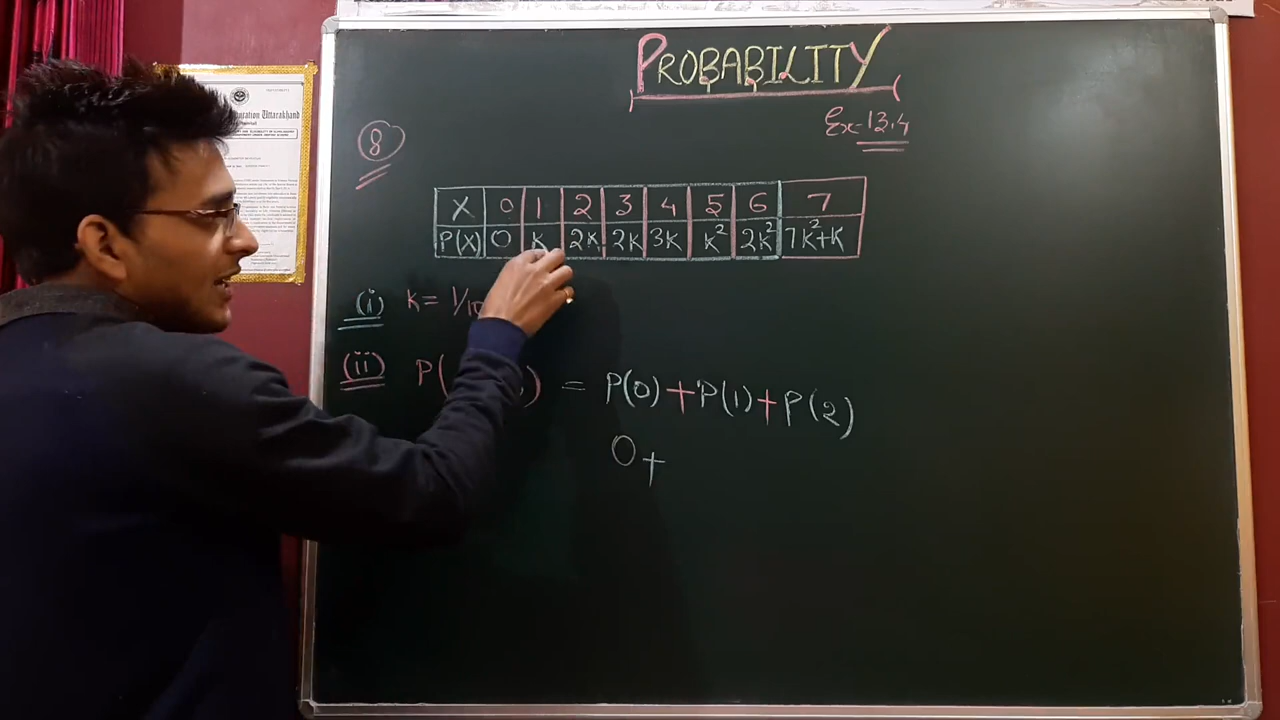 PROBABILITY
Ex-13.4
8
X 0 1 2 3 4 5 6 7
P(X) 0 K 2K 2K 3K K² 2K² 7K²+K
(i) K = 1/10
(ii) P( ) = P(0) + P(1) + P(2)
0 +